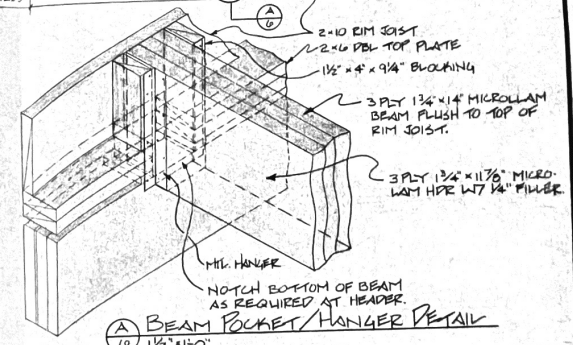 A
6
2×10 RIM JOIST
2×6 DBL TOP PLATE
1½" × 4" × 9¼" BLOCKING
3 PLY 1¾" × 14" MICROLLAM
BEAM FLUSH TO TOP OF
RIM JOIST.
3 PLY 1¾" × 11⅞" MICRO-
LAM HDR W/ ¼" FILLER.
MTL. HANGER
NOTCH BOTTOM OF BEAM
AS REQUIRED AT HEADER.
A BEAM POCKET/HANGER DETAIL